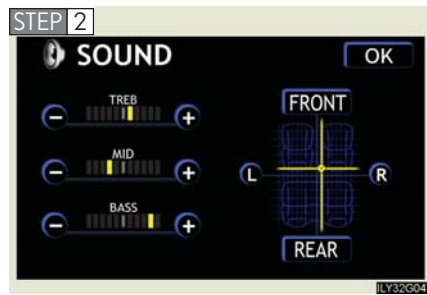 STEP 2
SOUND
OK
TREB
− +
MID
− +
BASS
− +
FRONT
L R
REAR
ILY32G04